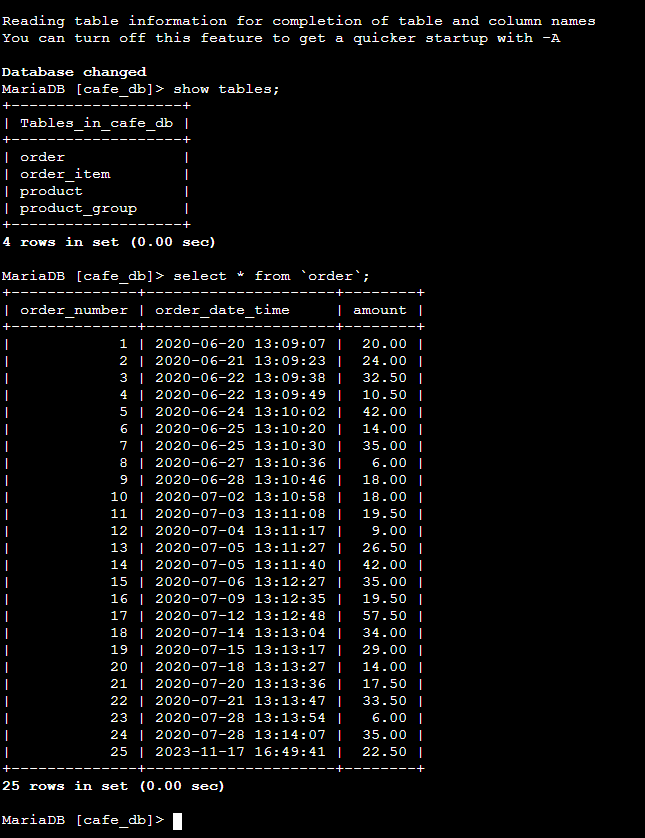 Reading table information for completion of table and column names
You can turn off this feature to get a quicker startup with -A

Database changed
MariaDB [cafe_db]> show tables;
+-------------------+
| Tables_in_cafe_db |
+-------------------+
| order             |
| order_item        |
| product           |
| product_group     |
+-------------------+
4 rows in set (0.00 sec)

MariaDB [cafe_db]> select * from `order`;
+--------------+---------------------+--------+
| order_number | order_date_time     | amount |
+--------------+---------------------+--------+
|            1 | 2020-06-20 13:09:07 |  20.00 |
|            2 | 2020-06-21 13:09:23 |  24.00 |
|            3 | 2020-06-22 13:09:38 |  32.50 |
|            4 | 2020-06-22 13:09:49 |  10.50 |
|            5 | 2020-06-24 13:10:02 |  42.00 |
|            6 | 2020-06-25 13:10:20 |  14.00 |
|            7 | 2020-06-25 13:10:30 |  35.00 |
|            8 | 2020-06-27 13:10:36 |   6.00 |
|            9 | 2020-06-28 13:10:46 |  18.00 |
|           10 | 2020-07-02 13:10:58 |  18.00 |
|           11 | 2020-07-03 13:11:08 |  19.50 |
|           12 | 2020-07-04 13:11:17 |   9.00 |
|           13 | 2020-07-05 13:11:27 |  26.50 |
|           14 | 2020-07-05 13:11:40 |  42.00 |
|           15 | 2020-07-06 13:12:27 |  35.00 |
|           16 | 2020-07-09 13:12:35 |  19.50 |
|           17 | 2020-07-12 13:12:48 |  57.50 |
|           18 | 2020-07-14 13:13:04 |  34.00 |
|           19 | 2020-07-15 13:13:17 |  29.00 |
|           20 | 2020-07-18 13:13:27 |  14.00 |
|           21 | 2020-07-20 13:13:36 |  17.50 |
|           22 | 2020-07-21 13:13:47 |  33.50 |
|           23 | 2020-07-28 13:13:54 |   6.00 |
|           24 | 2020-07-28 13:14:07 |  35.00 |
|           25 | 2023-11-17 16:49:41 |  22.50 |
+--------------+---------------------+--------+
25 rows in set (0.00 sec)

MariaDB [cafe_db]>